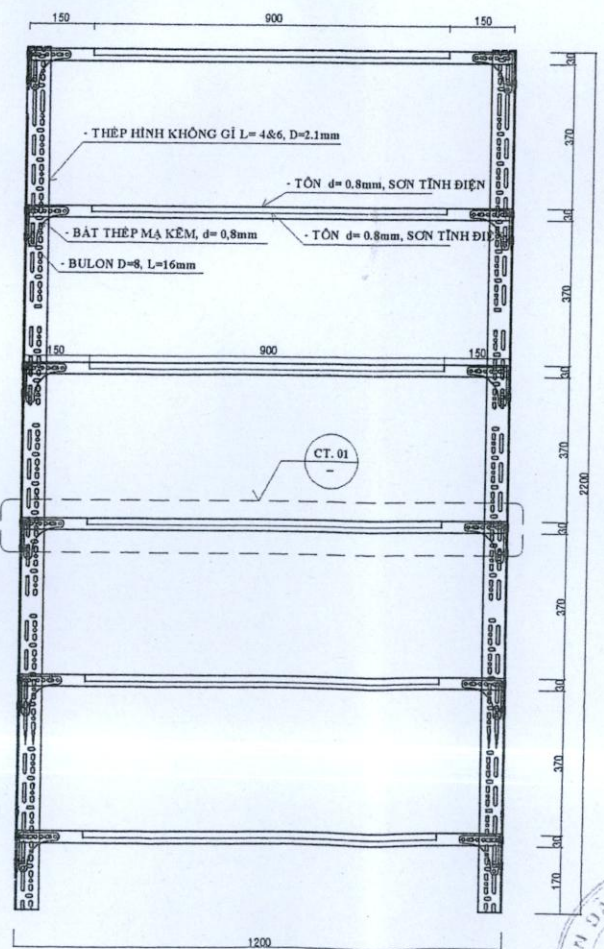 150 900 150
30
370
- THÉP HÌNH KHÔNG GỈ L= 4&6, D=2.1mm
- TÔN d= 0.8mm, SƠN TĨNH ĐIỆN
30
- BÁT THÉP MẠ KẼM, d= 0,8mm
- TÔN d= 0.8mm, SƠN TĨNH ĐIỆ
- BULON D=8, L=16mm
370
150 900 150
30
370
CT. 01
-
2200
30
370
30
370
30
170
1200